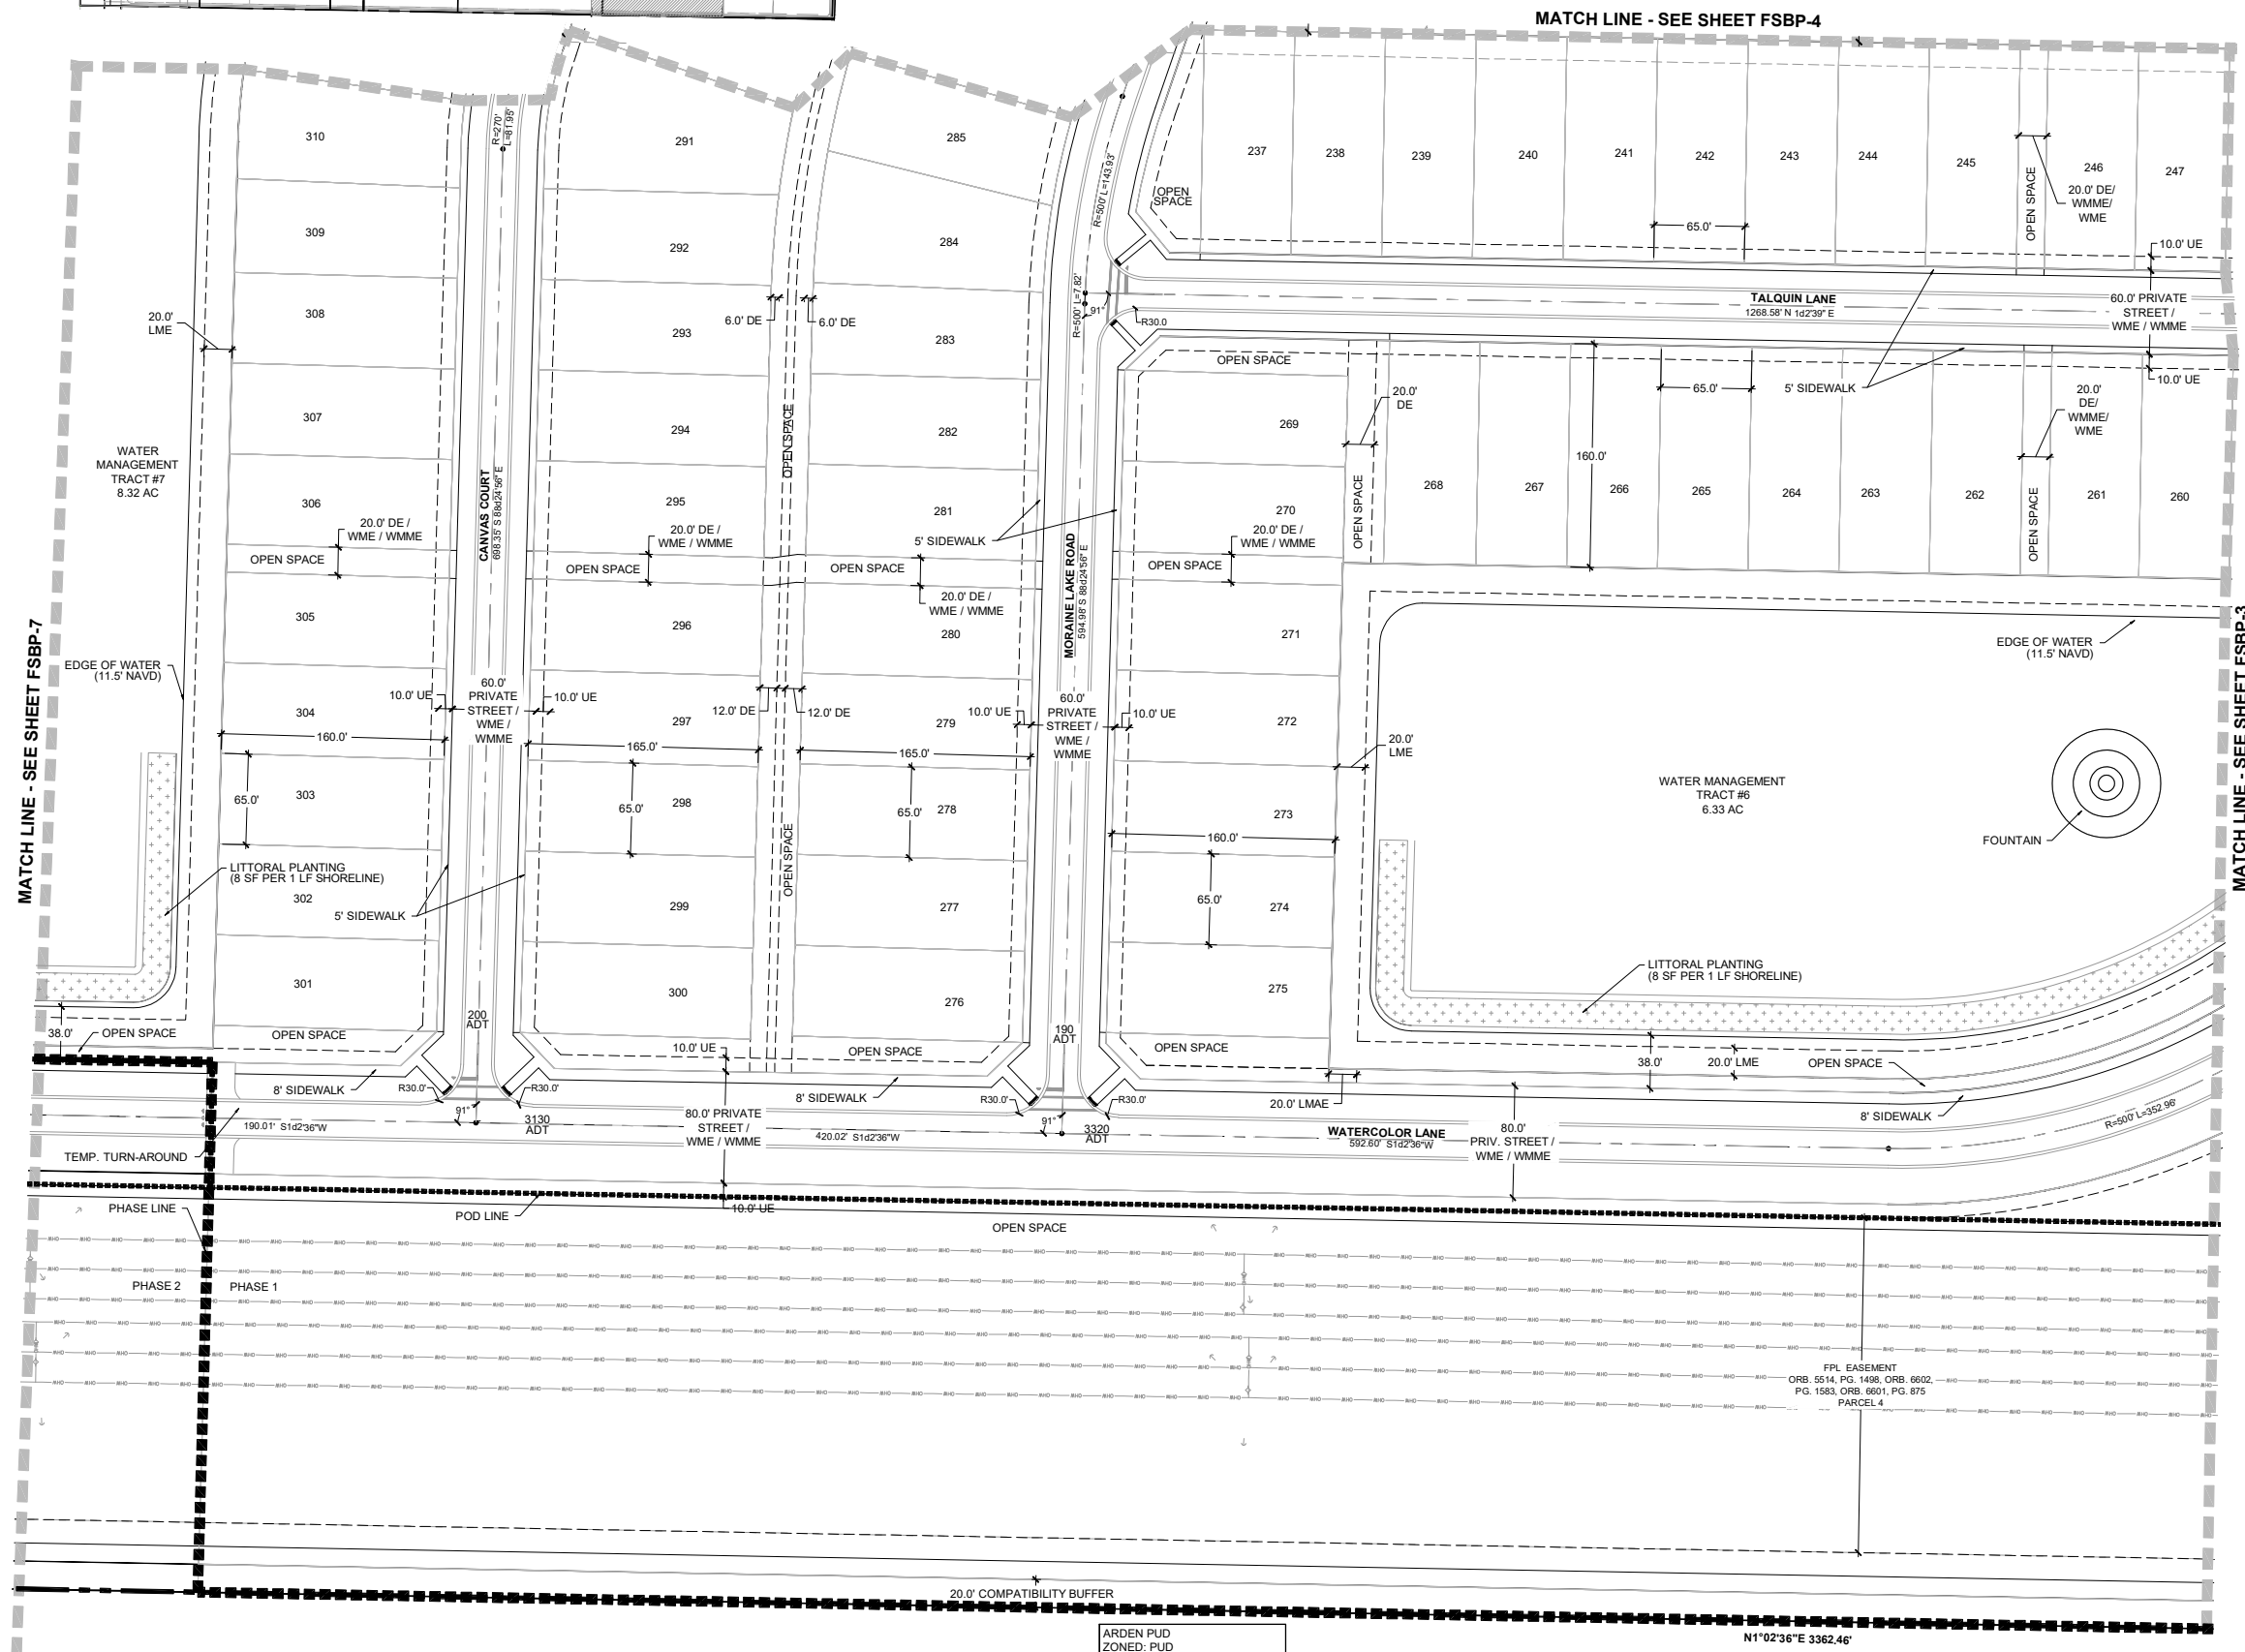 MATCH LINE - SEE SHEET FSBP-4
310
309
308
307
306
305
304
303
302
301
291
292
293
294
295
296
297
298
299
300
285
284
283
282
281
280
279
278
277
276
237
238
239
240
241
242
243
244
245
246
247
269
270
271
272
273
274
275
268
267
266
265
264
263
262
261
260
R=270'
L=81.95'
R=500' L=143.93'
R=500' L=7.82'
91°
R30.0
OPEN
SPACE
65.0'
OPEN SPACE
20.0' DE/
WMME/
WME
10.0' UE
TALQUIN LANE
1268.58' N 1d2'39" E
60.0' PRIVATE
STREET /
WME / WMME
10.0' UE
5' SIDEWALK
65.0'
160.0'
20.0'
DE/
WMME/
WME
OPEN SPACE
OPEN SPACE
20.0'
DE
OPEN SPACE
20.0'
LME
WATER
MANAGEMENT
TRACT #7
8.32 AC
6.0' DE
6.0' DE
OPEN SPACE
CANVAS COURT
698.35' S 88d24'56" E
MORAINE LAKE ROAD
594.98' S 88d24'56" E
5' SIDEWALK
20.0' DE /
WME / WMME
OPEN SPACE
20.0' DE /
WME / WMME
OPEN SPACE
OPEN SPACE
20.0' DE /
WME / WMME
20.0' DE /
WME / WMME
OPEN SPACE
MATCH LINE - SEE SHEET FSBP-7
MATCH LINE - SEE SHEET FSBP-3
EDGE OF WATER
(11.5' NAVD)
EDGE OF WATER
(11.5' NAVD)
10.0' UE
60.0'
PRIVATE
STREET /
WME /
WMME
10.0' UE
12.0' DE
12.0' DE
10.0' UE
60.0'
PRIVATE
STREET /
WME /
WMME
10.0' UE
160.0'
165.0'
165.0'
20.0'
LME
65.0'
65.0'
65.0'
160.0'
65.0'
WATER MANAGEMENT
TRACT #6
6.33 AC
FOUNTAIN
LITTORAL PLANTING
(8 SF PER 1 LF SHORELINE)
5' SIDEWALK
OPEN SPACE
LITTORAL PLANTING
(8 SF PER 1 LF SHORELINE)
38.0'
OPEN SPACE
OPEN SPACE
200
ADT
10.0' UE
OPEN SPACE
190
ADT
OPEN SPACE
38.0'
20.0' LME
OPEN SPACE
8' SIDEWALK
R30.0'
R30.0'
8' SIDEWALK
R30.0'
R30.0'
20.0' LMAE
8' SIDEWALK
190.01' S1d2'36"W
91°
3130
ADT
80.0' PRIVATE
STREET /
WME / WMME
420.02' S1d2'36"W
91°
3320
ADT
WATERCOLOR LANE
592.60' S1d2'36"W
80.0'
PRIV. STREET /
WME / WMME
R=500' L=352.96'
TEMP. TURN-AROUND
PHASE LINE
POD LINE
10.0' UE
OPEN SPACE
PHASE 2
PHASE 1
FPL EASEMENT
ORB. 5514, PG. 1498, ORB. 6602,
PG. 1583, ORB. 6601, PG. 875
PARCEL 4
20.0' COMPATIBILITY BUFFER
ARDEN PUD
ZONED: PUD
N1°02'36"E 3362.46'